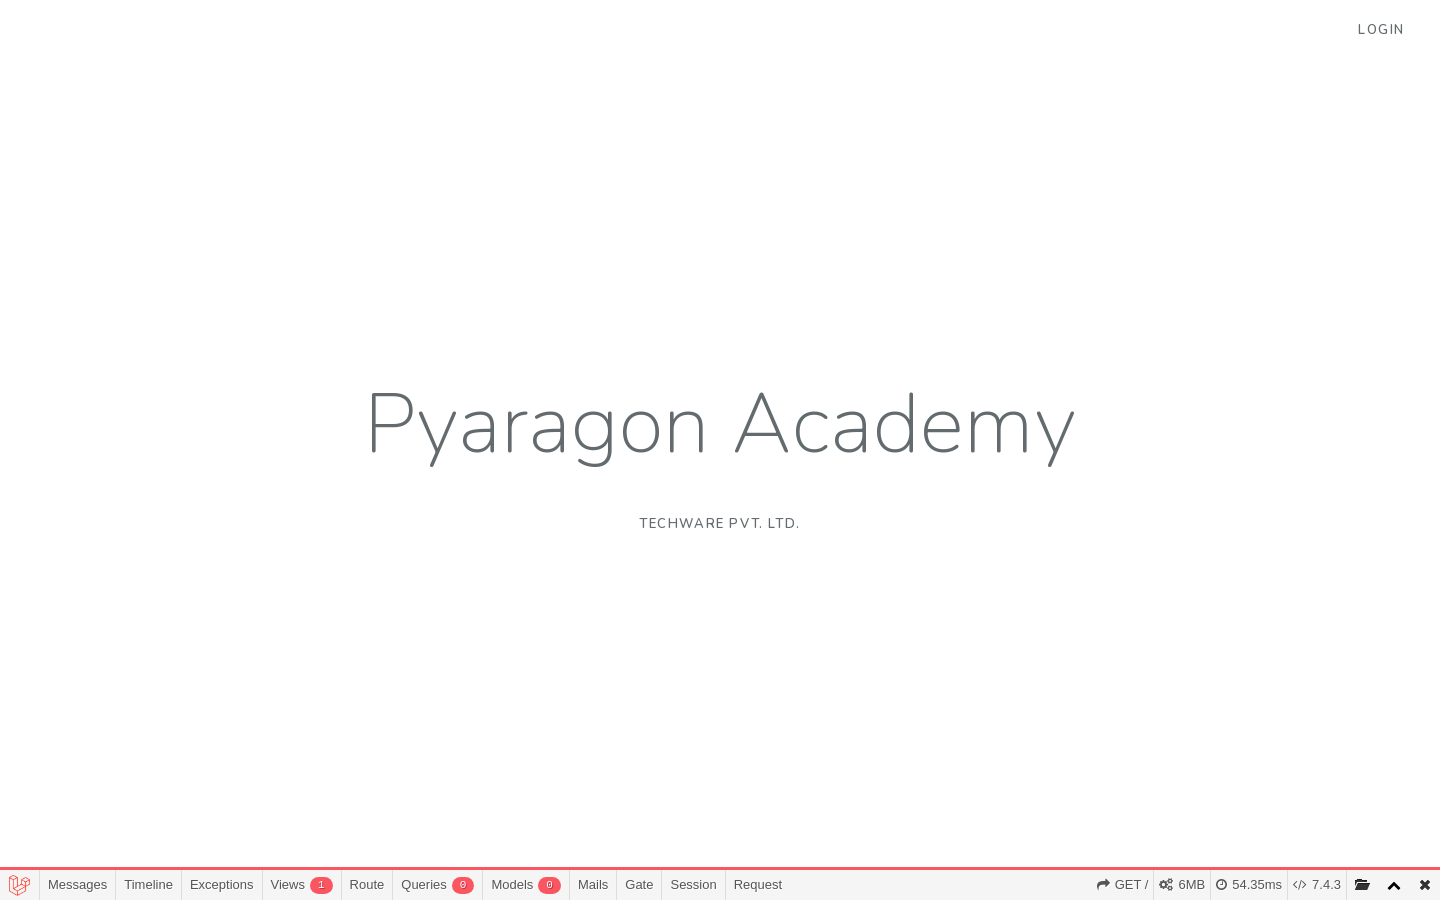 LOGIN
Pyaragon Academy
TECHWARE PVT. LTD.
Messages Timeline Exceptions Views 1 Route Queries 0 Models 0 Mails Gate Session Request GET / 6MB 54.35ms 7.4.3